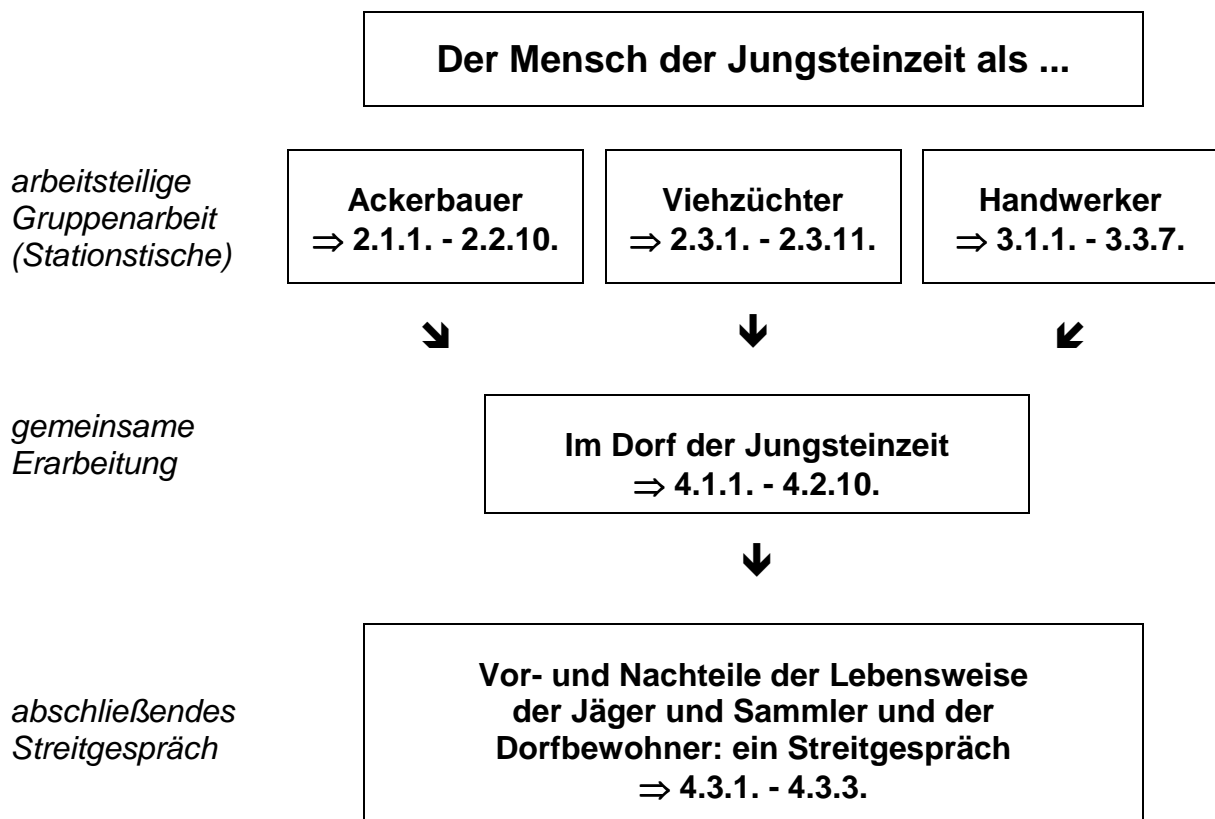 Der Mensch der Jungsteinzeit als ...
arbeitsteilige
Gruppenarbeit
(Stationstische)
Ackerbauer
⇒ 2.1.1. - 2.2.10.
Viehzüchter
⇒ 2.3.1. - 2.3.11.
Handwerker
⇒ 3.1.1. - 3.3.7.
gemeinsame
Erarbeitung
Im Dorf der Jungsteinzeit
⇒ 4.1.1. - 4.2.10.
abschließendes
Streitgespräch
Vor- und Nachteile der Lebensweise
der Jäger und Sammler und der
Dorfbewohner: ein Streitgespräch
⇒ 4.3.1. - 4.3.3.